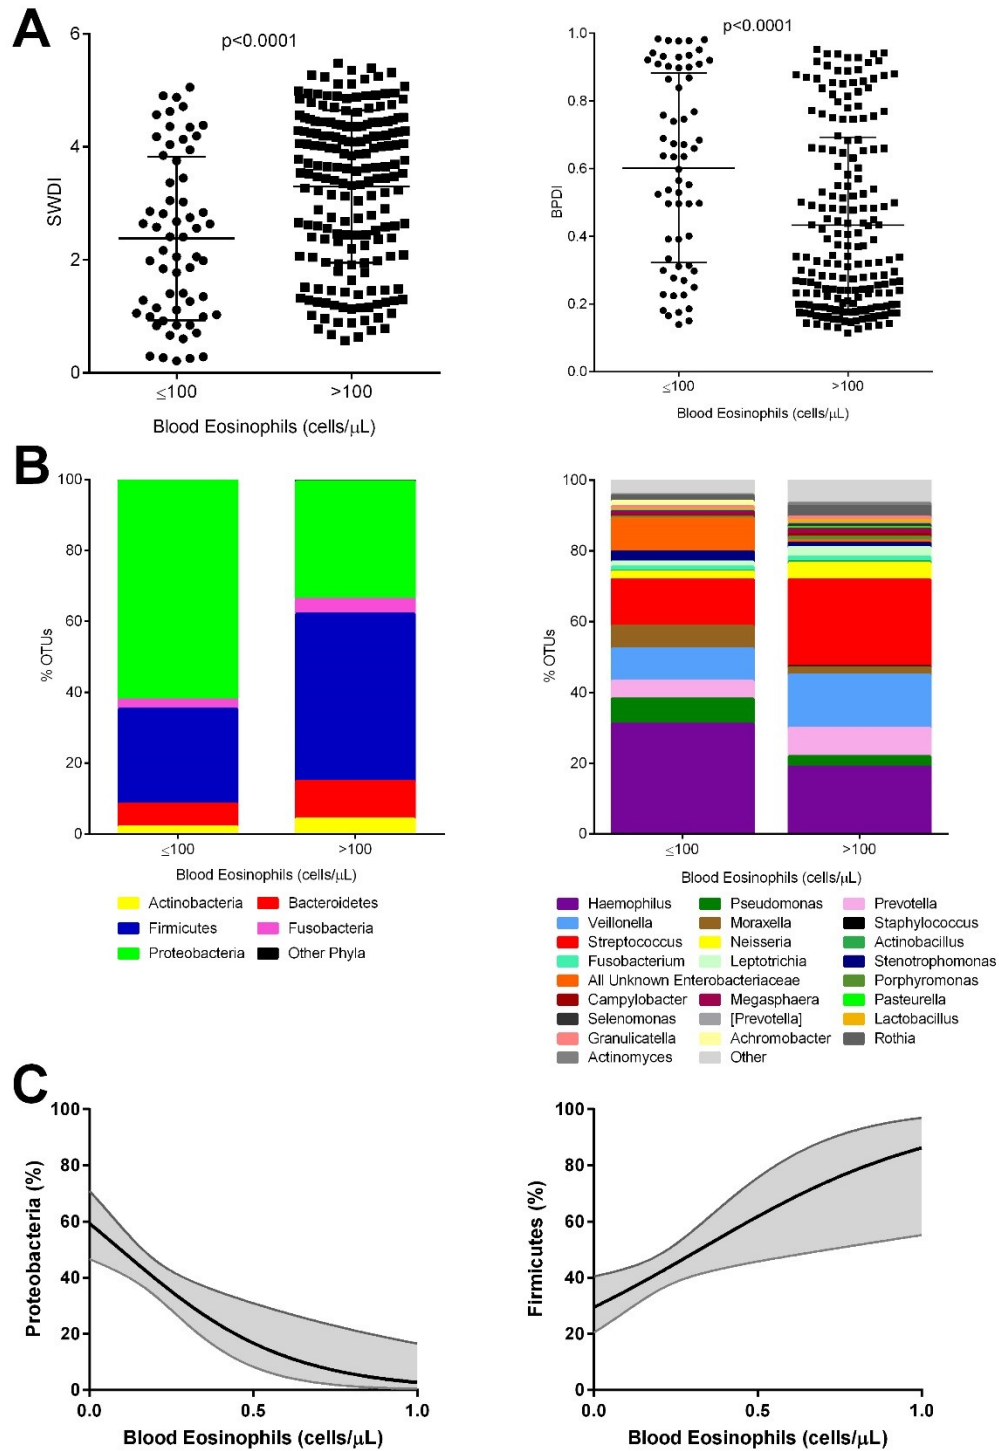 A
p<0.0001
SWDI
6
4
2
0
≤100
>100
Blood Eosinophils (cells/μL)
p<0.0001
BPDI
1.0
0.8
0.6
0.4
0.2
0.0
≤100
>100
Blood Eosinophils (cells/μL)
B
% OTUs
100
80
60
40
20
0
≤100
>100
Blood Eosinophils (cells/μL)
Actinobacteria
Bacteroidetes
Firmicutes
Fusobacteria
Proteobacteria
Other Phyla
% OTUs
100
80
60
40
20
0
≤100
>100
Blood Eosinophils (cells/μL)
Haemophilus
Pseudomonas
Prevotella
Veillonella
Moraxella
Staphylococcus
Streptococcus
Neisseria
Actinobacillus
Fusobacterium
Leptotrichia
Stenotrophomonas
All Unknown Enterobacteriaceae
Porphyromonas
Campylobacter
Megasphaera
Pasteurella
Selenomonas
[Prevotella]
Lactobacillus
Granulicatella
Achromobacter
Rothia
Actinomyces
Other
C
Proteobacteria (%)
100
80
60
40
20
0
0.0
0.5
1.0
Blood Eosinophils (cells/μL)
Firmicutes (%)
100
80
60
40
20
0
0.0
0.5
1.0
Blood Eosinophils (cells/μL)